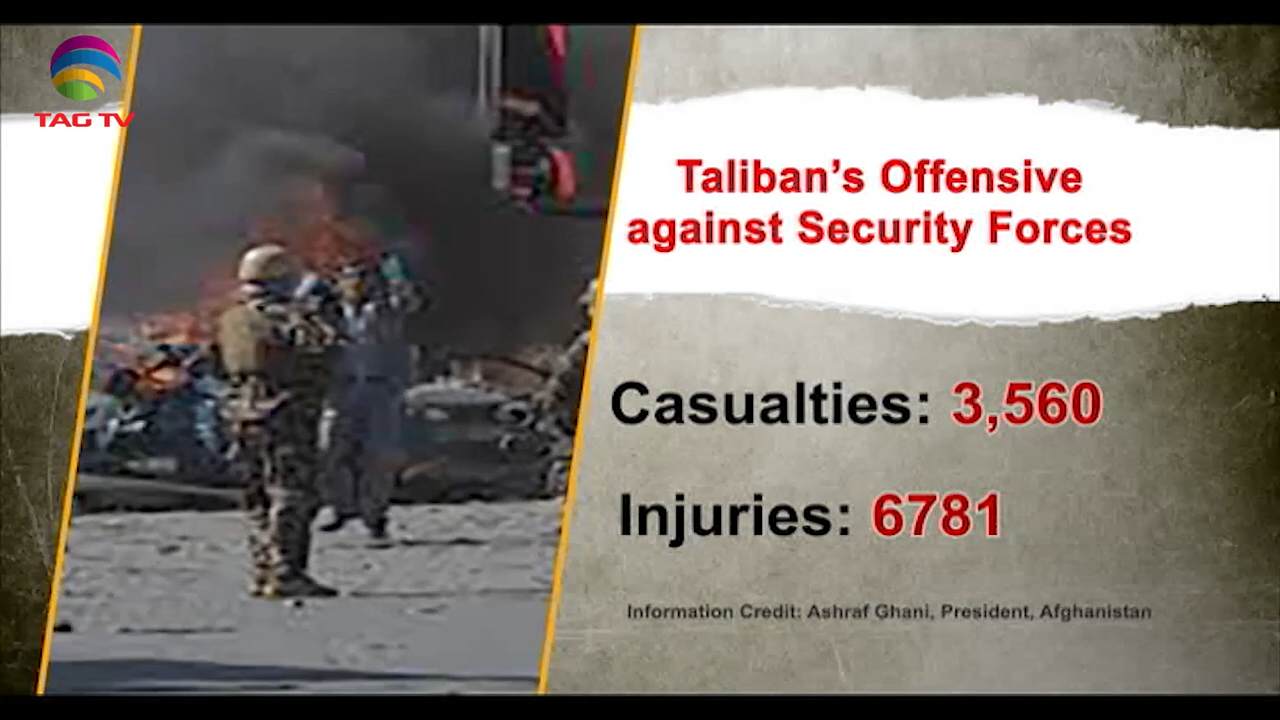 TAG TV
Taliban’s Offensive
against Security Forces
Casualties: 3,560
Injuries: 6781
Information Credit: Ashraf Ghani, President, Afghanistan